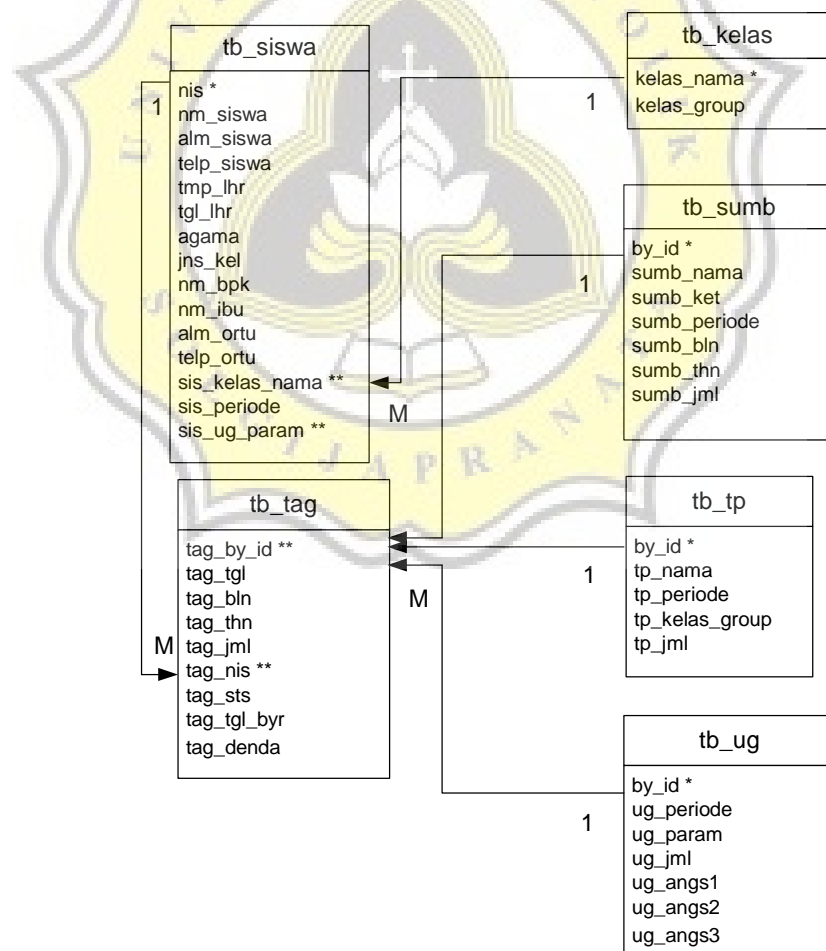 tb_siswa
nis *
nm_siswa
alm_siswa
telp_siswa
tmp_lhr
tgl_lhr
agama
jns_kel
nm_bpk
nm_ibu
alm_ortu
telp_ortu
sis_kelas_nama **
sis_periode
sis_ug_param **
1
M
tb_kelas
kelas_nama *
kelas_group
1
tb_sumb
by_id *
sumb_nama
sumb_ket
sumb_periode
sumb_bln
sumb_thn
sumb_jml
1
tb_tag
tag_by_id **
tag_tgl
tag_bln
tag_thn
tag_jml
tag_nis **
tag_sts
tag_tgl_byr
tag_denda
M
M
tb_tp
by_id *
tp_nama
tp_periode
tp_kelas_group
tp_jml
1
tb_ug
by_id *
ug_periode
ug_param
ug_jml
ug_angs1
ug_angs2
ug_angs3
1